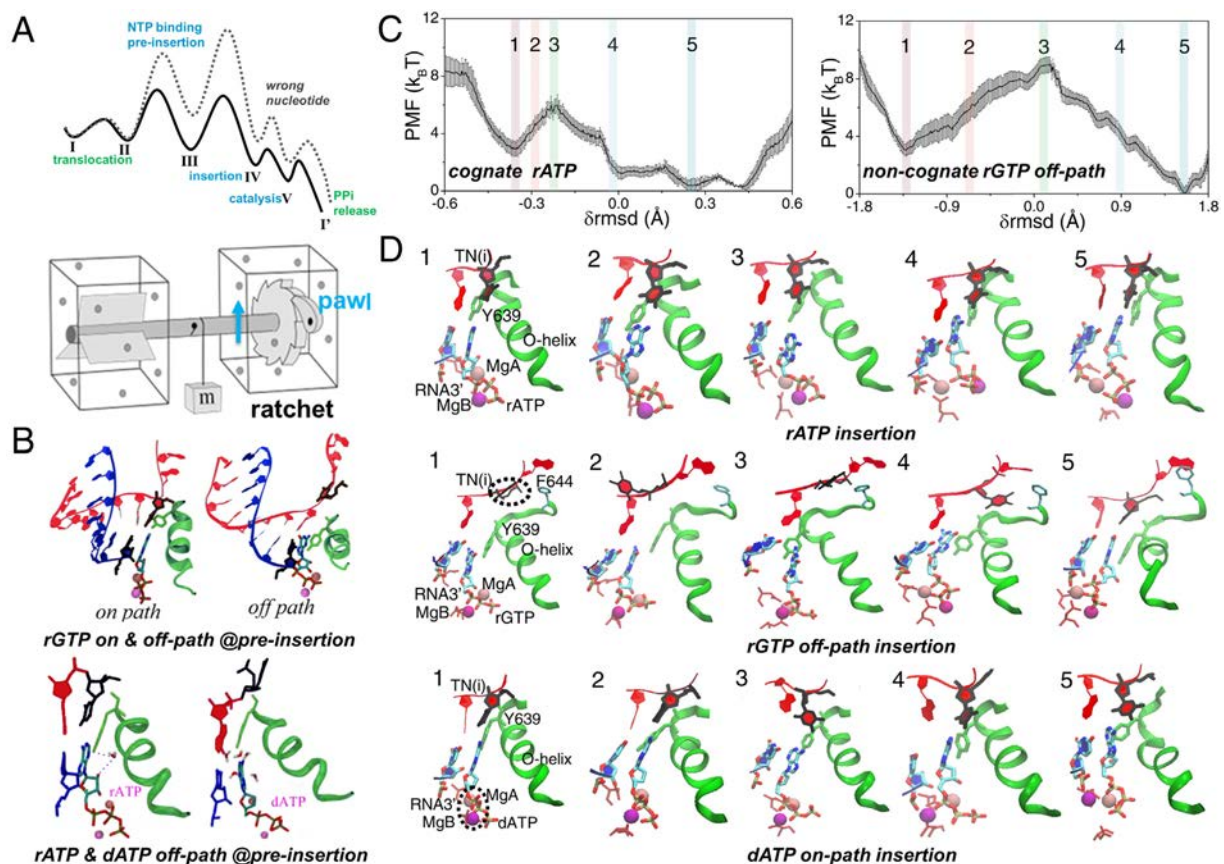 A
NTP binding
pre-insertion
wrong
nucleotide
I
II
III
IV
V
I'
translocation
insertion
catalysis
PPi
release
pawl
m
ratchet
B
on path
off path
rGTP on & off-path @pre-insertion
rATP
dATP
rATP & dATP off-path @pre-insertion
C
PMF (kBT)
12
8
4
0
1 2 3 4 5
cognate rATP
-0.6 -0.3 0.0 0.3 0.6
δrmsd (Å)
PMF (kBT)
12
8
4
0
1 2 3 4 5
non-cognate rGTP off-path
-1.8 -0.9 0.0 0.9 1.8
δrmsd (Å)
D
1 2 3 4 5
TN(i)
Y639
O-helix
MgA
RNA3'
MgB
rATP
rATP insertion
1 2 3 4 5
TN(i)
F644
Y639
O-helix
MgA
RNA3'
MgB
rGTP
rGTP off-path insertion
1 2 3 4 5
TN(i)
Y639
O-helix
MgA
RNA3'
MgB
dATP
dATP on-path insertion